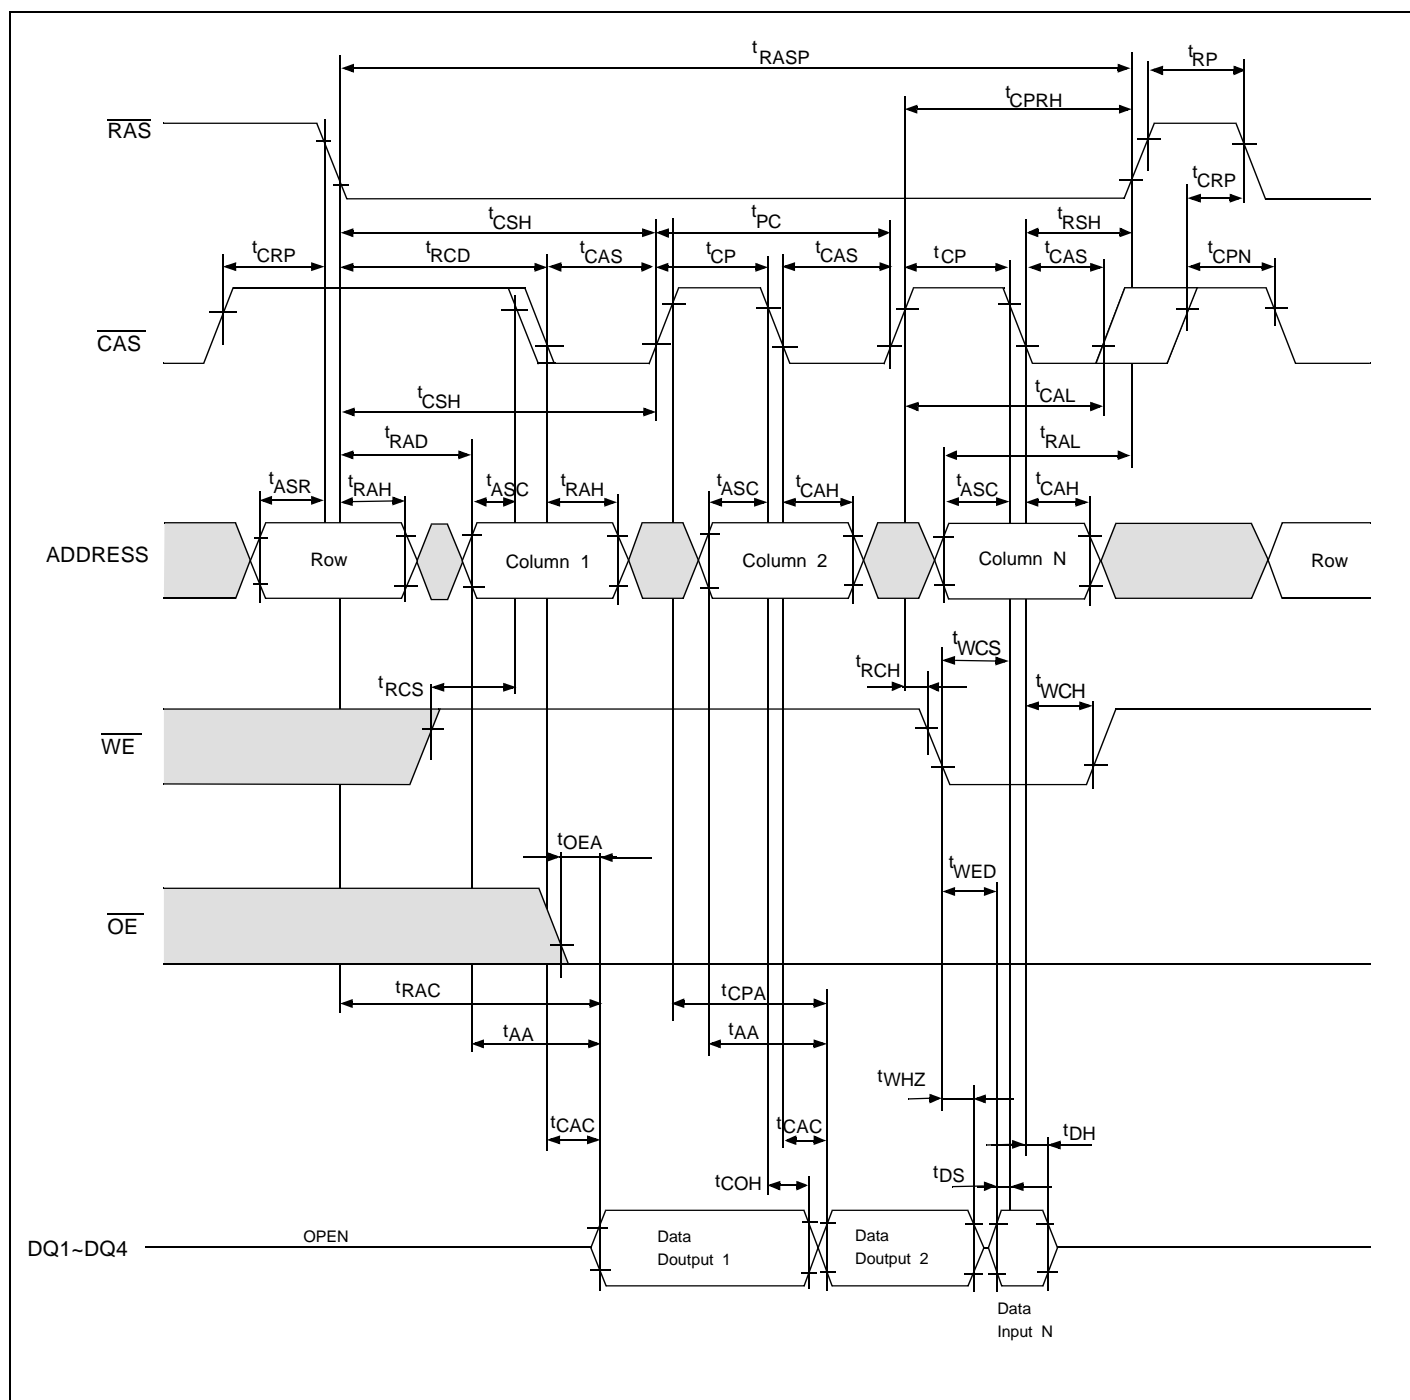 tRASP
tRP
tCPRH
RAS
tCRP
tCSH
tPC
tRSH
tCRP
tRCD
tCAS
tCP
tCAS
tCP
tCAS
tCPN
CAS
tCSH
tCAL
tRAD
tRAL
tASR
tRAH
tASC
tRAH
tASC
tCAH
tASC
tCAH
ADDRESS
Row
Column 1
Column 2
Column N
Row
tWCS
tRCH
tRCS
tWCH
WE
tOEA
tWED
OE
tRAC
tCPA
tAA
tAA
tWHZ
tCAC
tCAC
tDH
tCOH
tDS
DQ1~DQ4
OPEN
Data
Doutput 1
Data
Doutput 2
Data
Input N